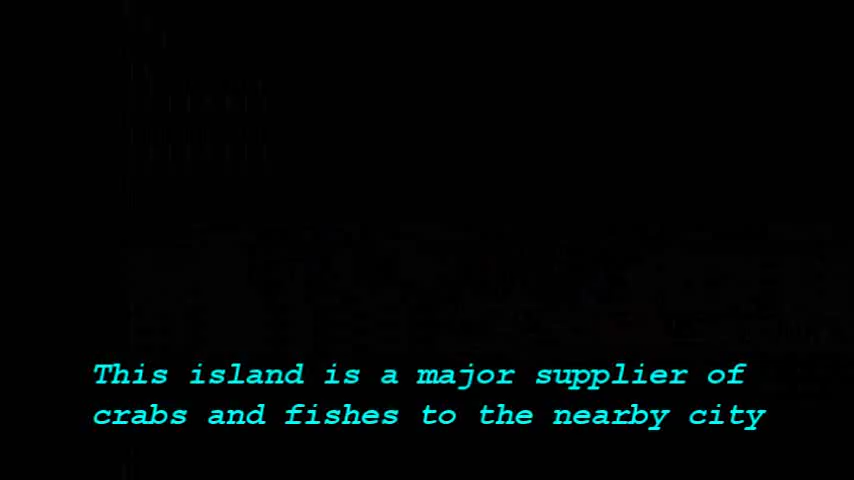 This island is a major supplier of
crabs and fishes to the nearby city